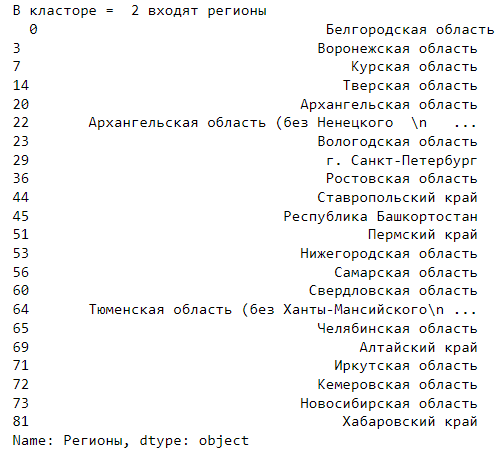 В класторе =  2 входят регионы
0 Белгородская область
3 Воронежская область
7 Курская область
14 Тверская область
20 Архангельская область
22 Архангельская область (без Ненецкого  \n   ...
23 Вологодская область
29 г. Санкт-Петербург
36 Ростовская область
44 Ставропольский край
45 Республика Башкортостан
51 Пермский край
53 Нижегородская область
56 Самарская область
60 Свердловская область
64 Тюменская область (без Ханты-Мансийского\n ...
65 Челябинская область
69 Алтайский край
71 Иркутская область
72 Кемеровская область
73 Новосибирская область
81 Хабаровский край
Name: Регионы, dtype: object